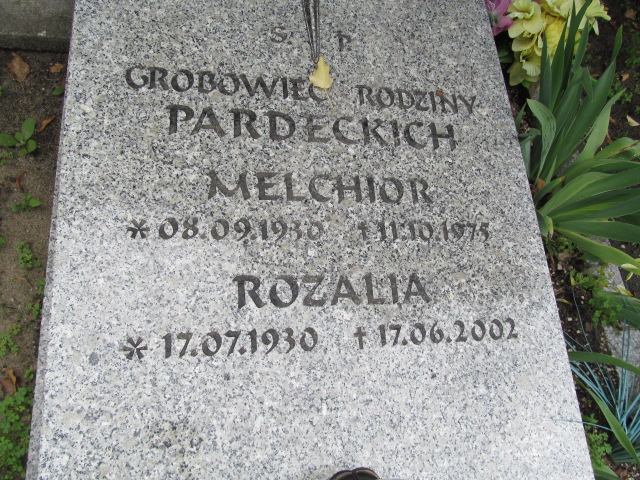 Ś. P.
GROBOWIEC RODZINY
PARDECKICH
MELCHIOR
* 08.09.1930 † 11.10.1975
ROZALIA
* 17.07.1930 † 17.06.2002